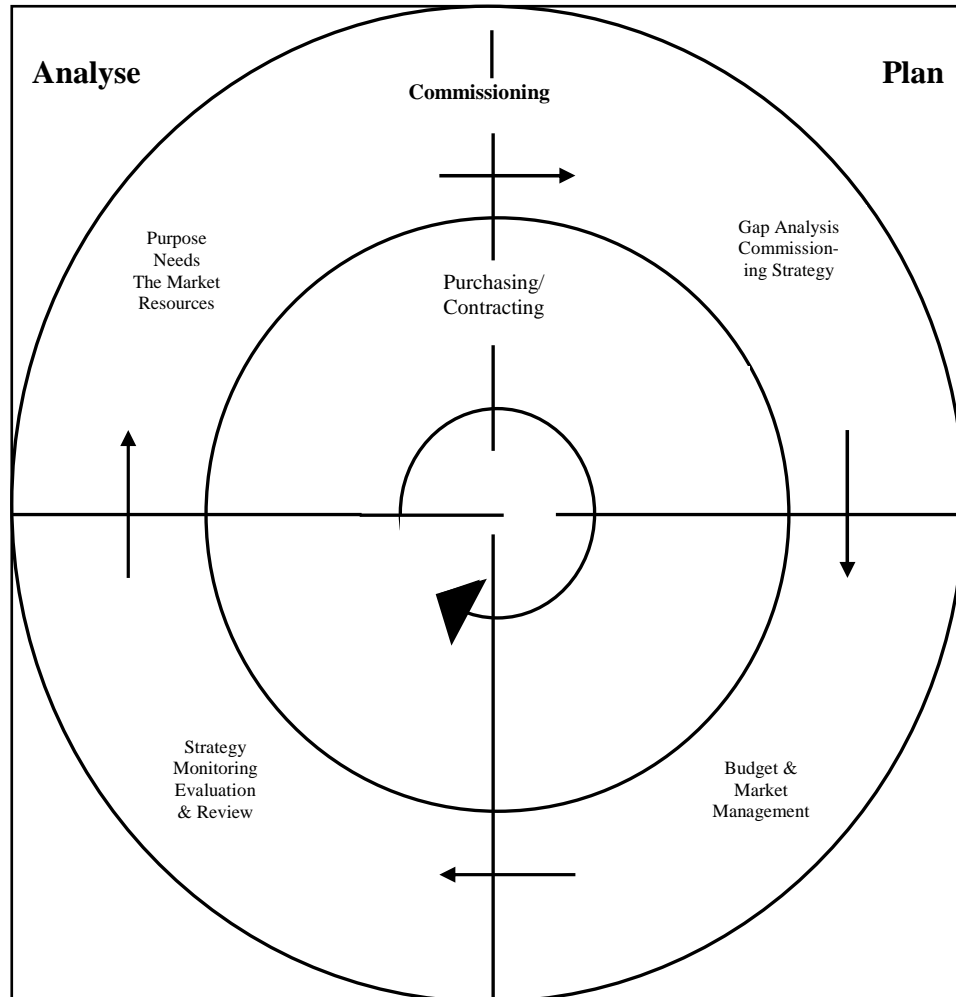 Analyse
Plan
Commissioning
Purpose
Needs
The Market
Resources
Gap Analysis
Commission-
ing Strategy
Purchasing/
Contracting
Strategy
Monitoring
Evaluation
& Review
Budget &
Market
Management